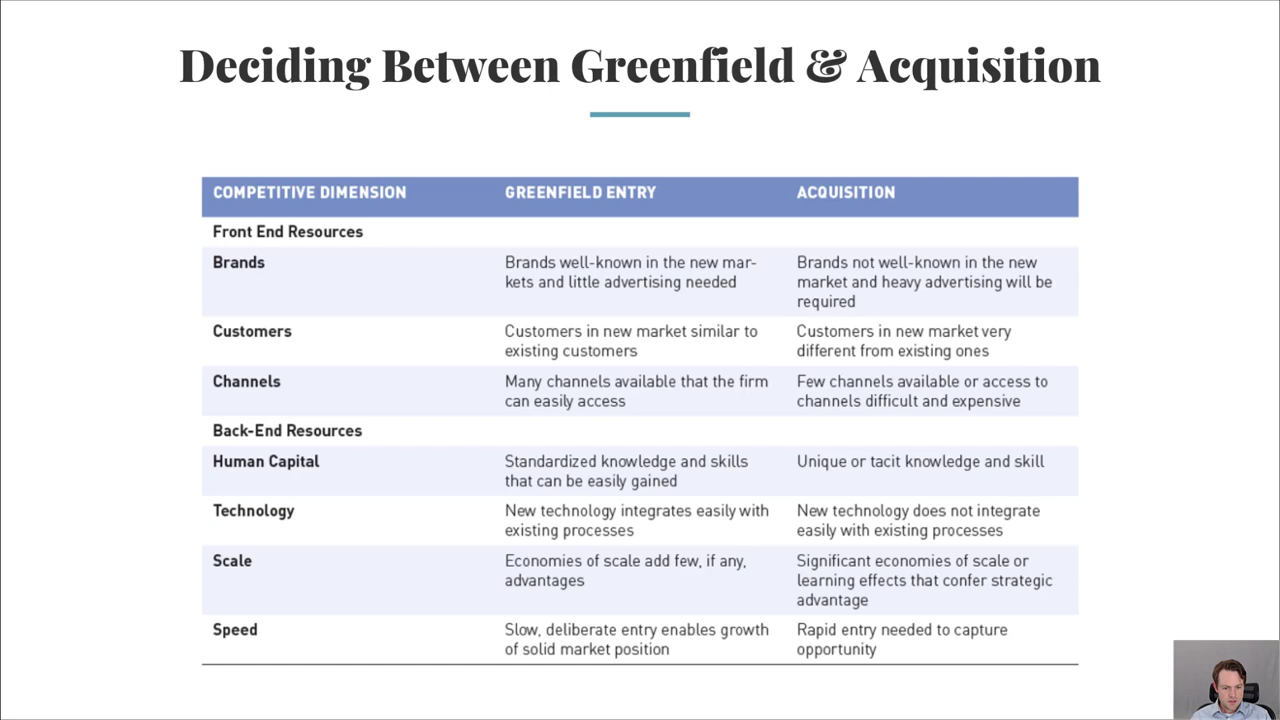 Deciding Between Greenfield & Acquisition
COMPETITIVE DIMENSION GREENFIELD ENTRY ACQUISITION
Front End Resources
Brands
Brands well-known in the new mar-
kets and little advertising needed
Brands not well-known in the new
market and heavy advertising will be
required
Customers
Customers in new market similar to
existing customers
Customers in new market very
different from existing ones
Channels
Many channels available that the firm
can easily access
Few channels available or access to
channels difficult and expensive
Back-End Resources
Human Capital
Standardized knowledge and skills
that can be easily gained
Unique or tacit knowledge and skill
Technology
New technology integrates easily with
existing processes
New technology does not integrate
easily with existing processes
Scale
Economies of scale add few, if any,
advantages
Significant economies of scale or
learning effects that confer strategic
advantage
Speed
Slow, deliberate entry enables growth
of solid market position
Rapid entry needed to capture
opportunity